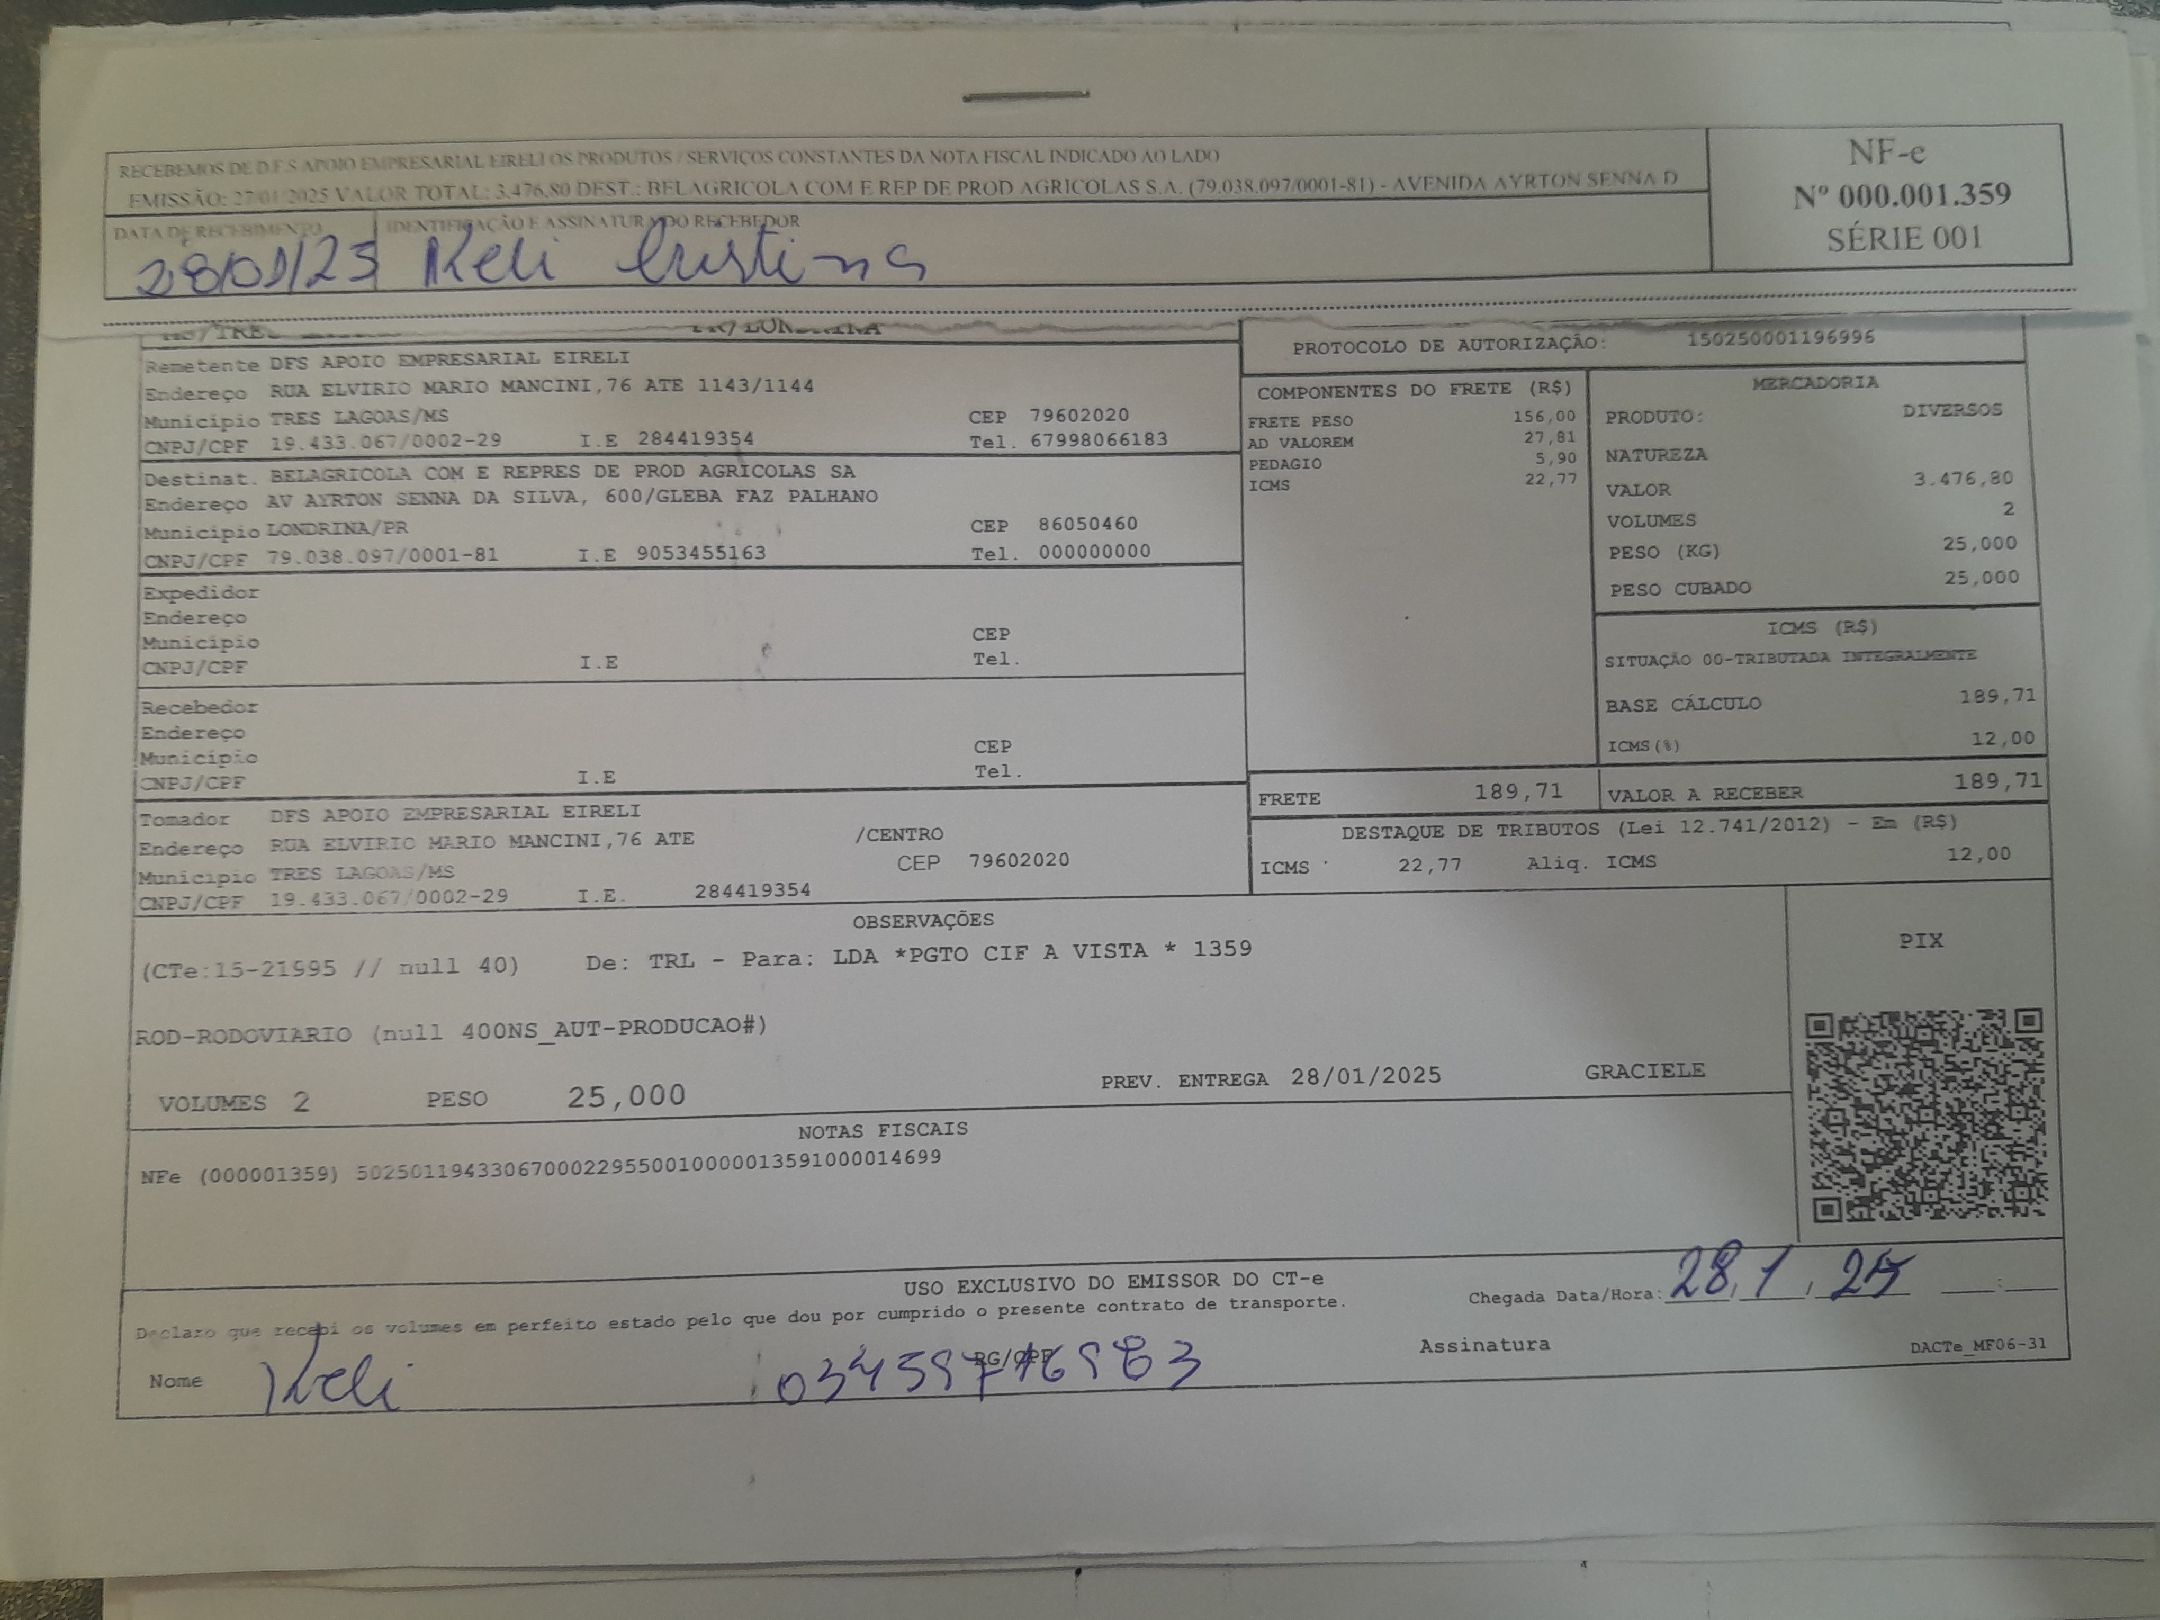 RECEBEMOS DE D.F.S APOIO EMPRESARIAL EIRELI OS PRODUTOS / SERVIÇOS CONSTANTES DA NOTA FISCAL INDICADO AO LADO
EMISSÃO: 27/01/2025 VALOR TOTAL: 3.476,80 DEST.: BELAGRICOLA COM E REP DE PROD AGRICOLAS S.A. (79.038.097/0001-81) - AVENIDA AYRTON SENNA D
NF-e
Nº 000.001.359
SÉRIE 001
DATA DE RECEBIMENTO IDENTIFICAÇÃO E ASSINATURA DO RECEBEDOR
28/01/25 Keli Cristina
Remetente DFS APOIO EMPRESARIAL EIRELI
Endereço RUA ELVIRIO MARIO MANCINI,76 ATE 1143/1144
Município TRES LAGOAS/MS CEP 79602020
CNPJ/CPF 19.433.067/0002-29 I.E 284419354 Tel. 67998066183
Destinat. BELAGRICOLA COM E REPRES DE PROD AGRICOLAS SA
Endereço AV AYRTON SENNA DA SILVA, 600/GLEBA FAZ PALHANO
Município LONDRINA/PR CEP 86050460
CNPJ/CPF 79.038.097/0001-81 I.E 9053455163 Tel. 000000000
Expedidor
Endereço
Município CEP
CNPJ/CPF I.E Tel.
Recebedor
Endereço
Município CEP
CNPJ/CPF I.E Tel.
Tomador DFS APOIO EMPRESARIAL EIRELI
Endereço RUA ELVIRIO MARIO MANCINI,76 ATE /CENTRO
Município TRES LAGOAS/MS CEP 79602020
CNPJ/CPF 19.433.067/0002-29 I.E. 284419354
PROTOCOLO DE AUTORIZAÇÃO: 150250001196996
COMPONENTES DO FRETE (R$)
FRETE PESO 156,00
AD VALOREM 27,81
PEDAGIO 5,90
ICMS 22,77
MERCADORIA
PRODUTO: DIVERSOS
NATUREZA
VALOR 3.476,80
VOLUMES 2
PESO (KG) 25,000
PESO CUBADO 25,000
ICMS (R$)
SITUAÇÃO 00-TRIBUTADA INTEGRALMENTE
BASE CÁLCULO 189,71
ICMS(%) 12,00
FRETE 189,71 VALOR A RECEBER 189,71
DESTAQUE DE TRIBUTOS (Lei 12.741/2012) - Em (R$)
ICMS 22,77 Aliq. ICMS 12,00
OBSERVAÇÕES
(CTe:15-21995 // null 40) De: TRL - Para: LDA *PGTO CIF A VISTA * 1359
ROD-RODOVIARIO (null 400NS_AUT-PRODUCAO#)
VOLUMES 2 PESO 25,000 PREV. ENTREGA 28/01/2025 GRACIELE
PIX
NOTAS FISCAIS
NFe (000001359) 50250119433067000229550010000013591000014699
USO EXCLUSIVO DO EMISSOR DO CT-e
Declaro que recebi os volumes em perfeito estado pelo que dou por cumprido o presente contrato de transporte.
Chegada Data/Hora: 28 / 1 / 25 __:__
Nome Keli RG/CPF Assinatura DACTe_MF06-31